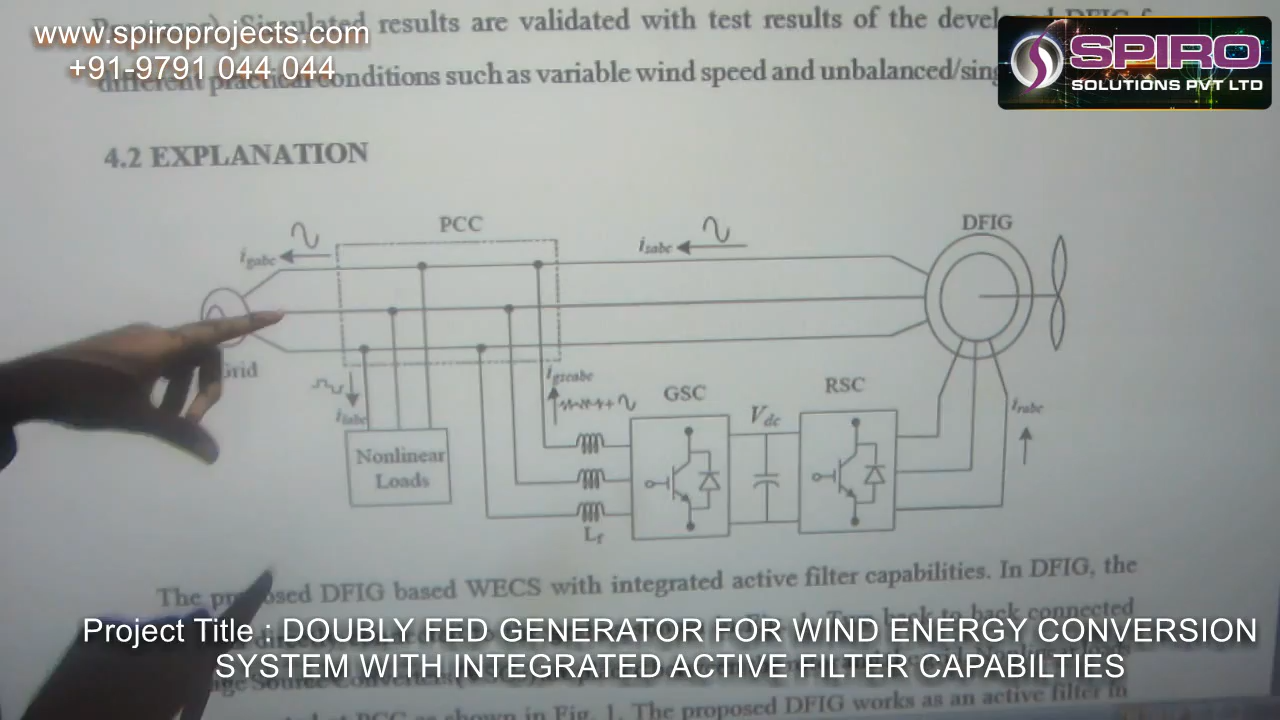 www.spiroprojects.com
+91-9791 044 044
SPIRO
SOLUTIONS PVT LTD
results are validated with test results of the
different practical conditions such as variable wind speed and
4.2 EXPLANATION
PCC
DFIG
igabc
isabc
Grid
ilabc
igscabc
GSC
Vdc
RSC
irabc
Nonlinear
Loads
Lf
The proposed DFIG based WECS with integrated active filter capabilities. In DFIG, the
Project Title : DOUBLY FED GENERATOR FOR WIND ENERGY CONVERSION
SYSTEM WITH INTEGRATED ACTIVE FILTER CAPABILTIES
PCC as shown in Fig. 1. The proposed DFIG works as an active filter in